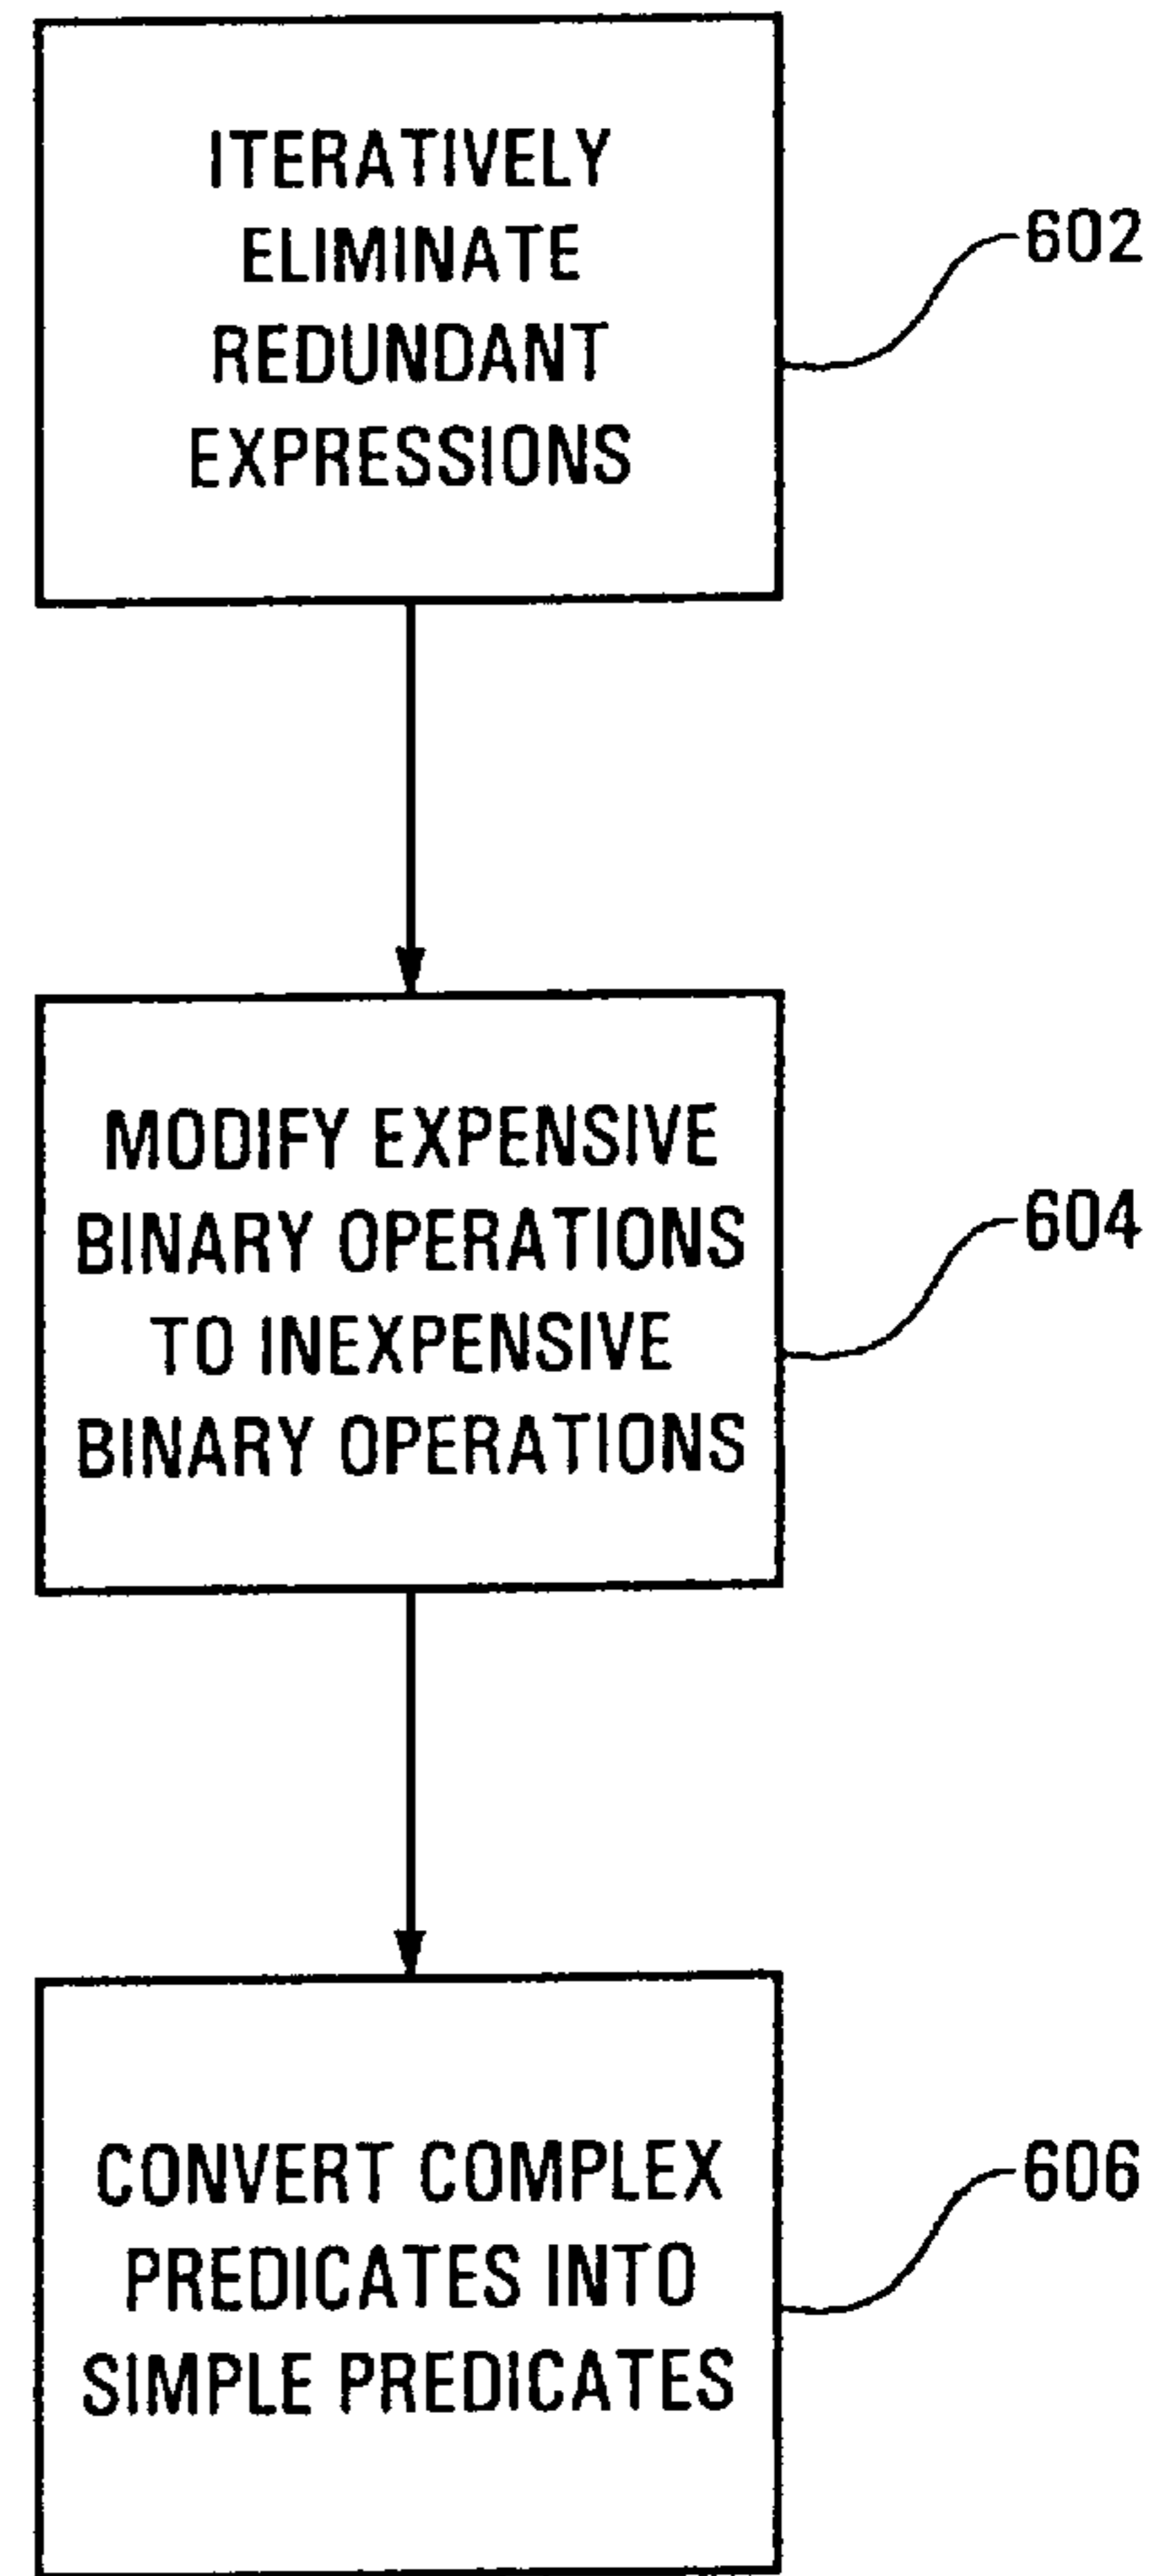 ITERATIVELY
ELIMINATE
REDUNDANT
EXPRESSIONS
602
MODIFY EXPENSIVE
BINARY OPERATIONS
TO INEXPENSIVE
BINARY OPERATIONS
604
CONVERT COMPLEX
PREDICATES INTO
SIMPLE PREDICATES
606